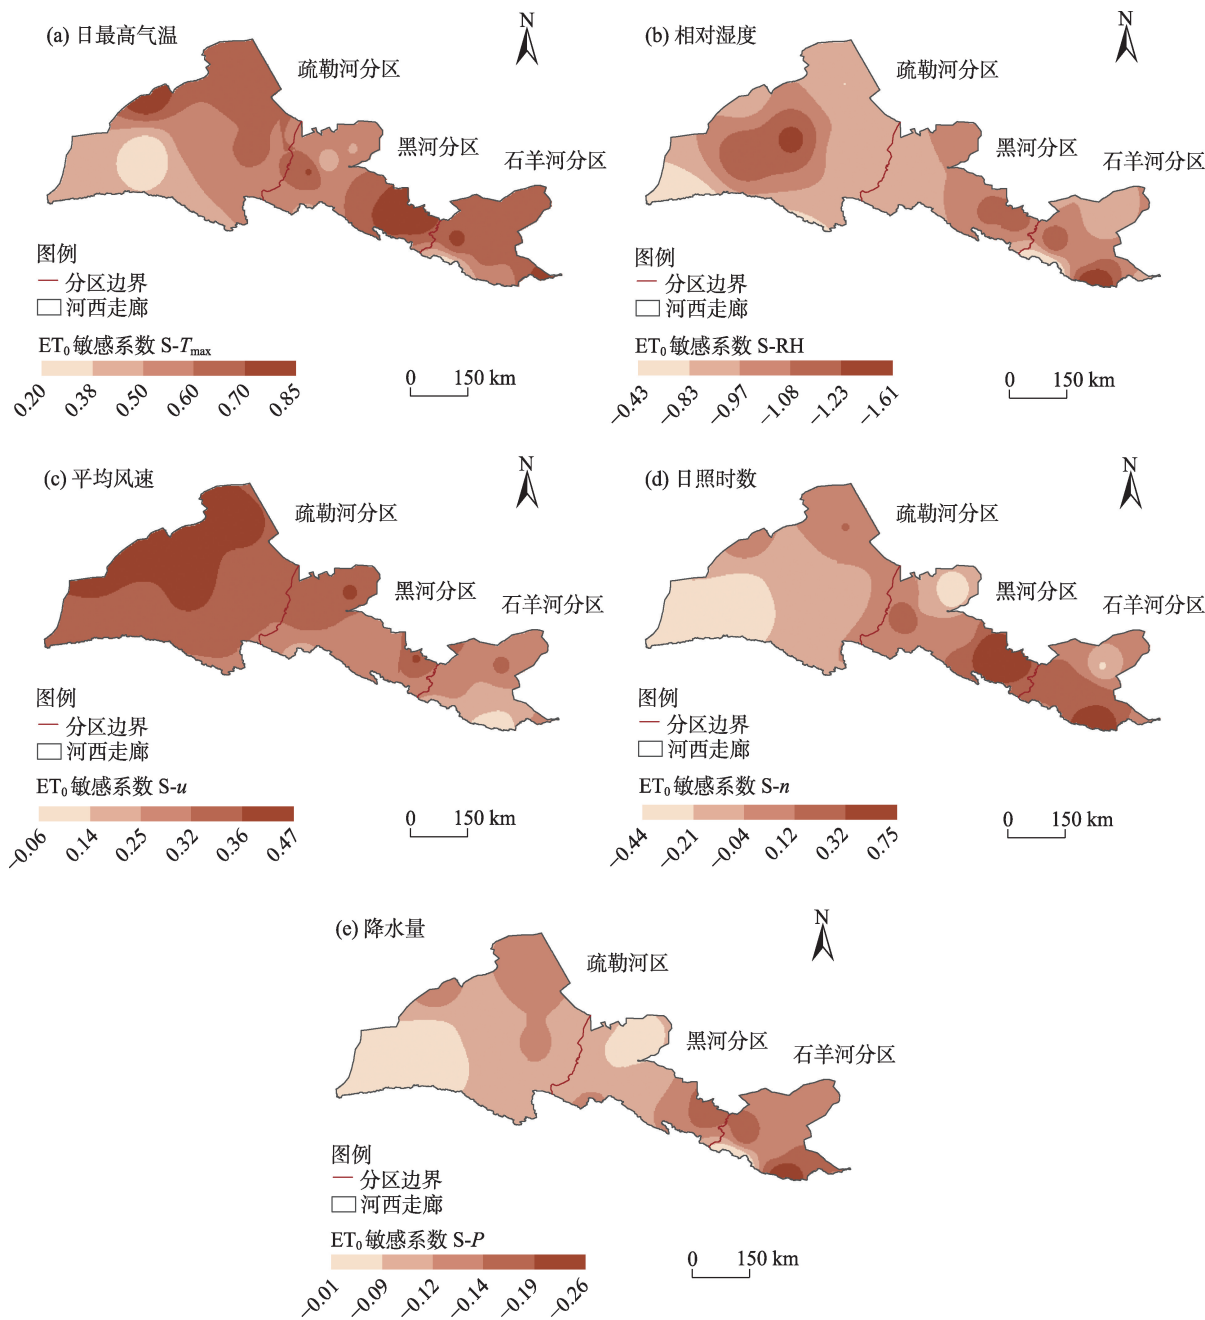 (a) 日最高气温
N
疏勒河分区
黑河分区
石羊河分区
图例
分区边界
河西走廊
ET₀ 敏感系数 S-Tmax
0.20 0.38 0.50 0.60 0.70 0.85
0 150 km
(b) 相对湿度
N
疏勒河分区
黑河分区
石羊河分区
图例
分区边界
河西走廊
ET₀ 敏感系数 S-RH
−0.43 −0.83 −0.97 −1.08 −1.23 −1.61
0 150 km
(c) 平均风速
N
疏勒河分区
黑河分区
石羊河分区
图例
分区边界
河西走廊
ET₀ 敏感系数 S-u
−0.06 0.14 0.25 0.32 0.36 0.47
0 150 km
(d) 日照时数
N
疏勒河分区
黑河分区
石羊河分区
图例
分区边界
河西走廊
ET₀ 敏感系数 S-n
−0.44 −0.21 −0.04 0.12 0.32 0.75
0 150 km
(e) 降水量
N
疏勒河区
黑河分区
石羊河分区
图例
分区边界
河西走廊
ET₀ 敏感系数 S-P
−0.01 −0.09 −0.12 −0.14 −0.19 −0.26
0 150 km